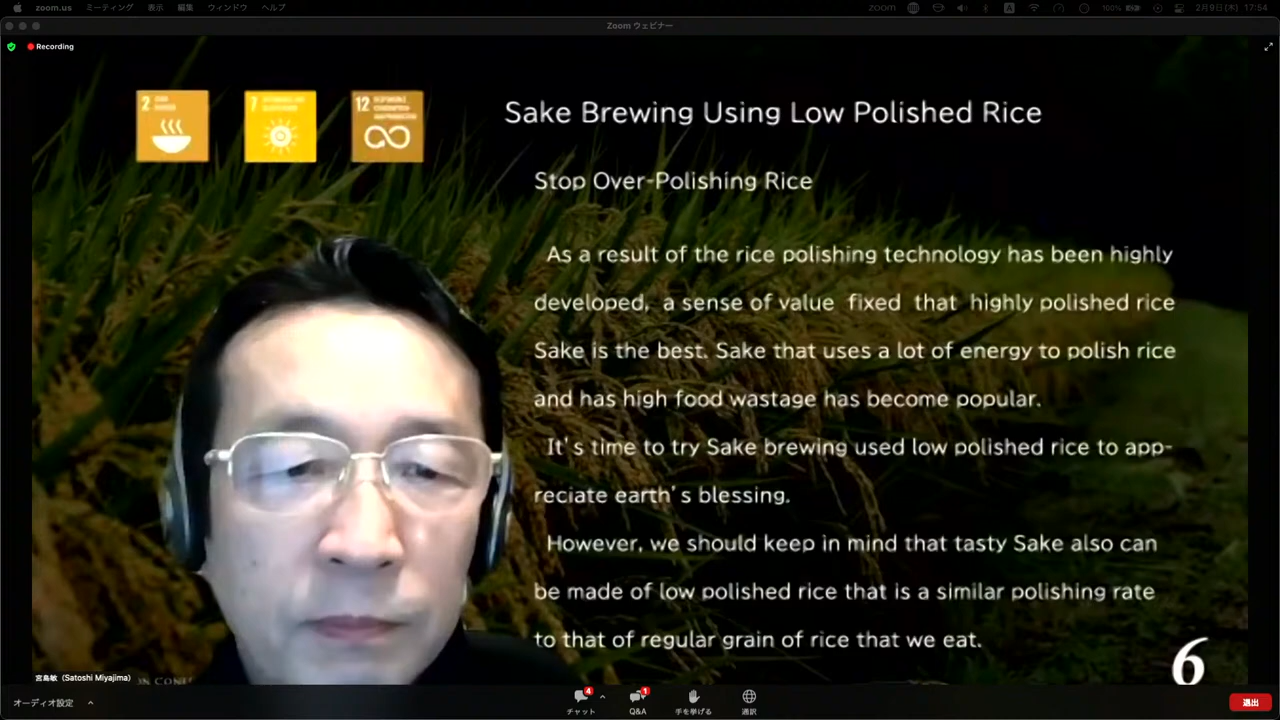 zoom.us ミーティング 表示 編集 ウィンドウ ヘルプ
zoom A 100% 2月9日(木) 17:54
Zoom ウェビナー
Recording
2
7
12
Sake Brewing Using Low Polished Rice
Stop Over-Polishing Rice
As a result of the rice polishing technology has been highly
developed, a sense of value fixed that highly polished rice
Sake is the best. Sake that uses a lot of energy to polish rice
and has high food wastage has become popular.
It's time to try Sake brewing used low polished rice to app-
reciate earth's blessing.
However, we should keep in mind that tasty Sake also can
be made of low polished rice that is a similar polishing rate
to that of regular grain of rice that we eat.
6
宮島敏 (Satoshi Miyajima)
オーディオ設定
4
チャット
1
Q&A
手を挙げる
通訳
退出